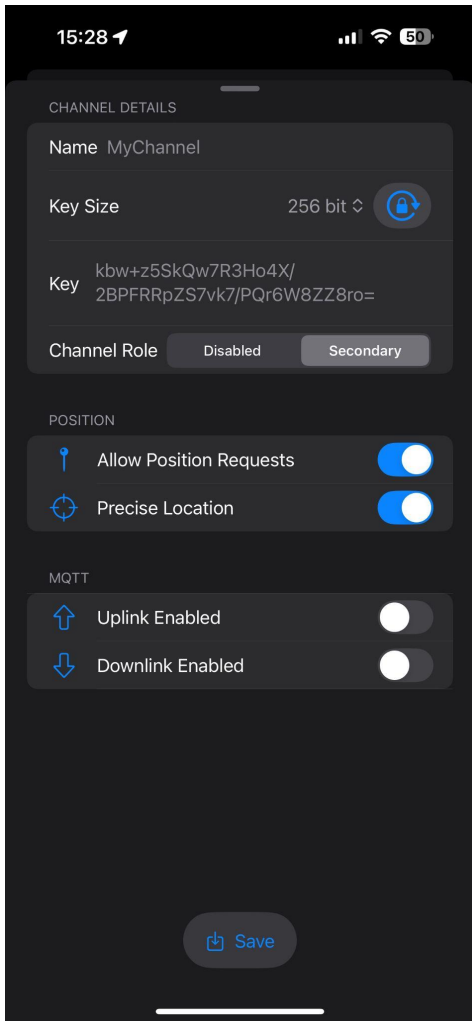 15:28
50
CHANNEL DETAILS
Name MyChannel
Key Size 256 bit
Key kbw+z5SkQw7R3Ho4X/
2BPFRRpZS7vk7/PQr6W8ZZ8ro=
Channel Role Disabled Secondary
POSITION
Allow Position Requests
Precise Location
MQTT
Uplink Enabled
Downlink Enabled
Save